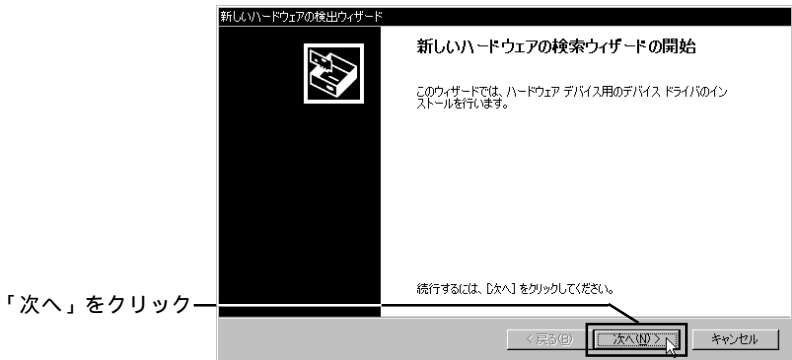 新しいハードウェアの検出ウィザード
新しいハードウェアの検索ウィザードの開始
このウィザードでは、ハードウェア デバイス用のデバイス ドライバのイン
ストールを行います。
続行するには、[次へ] をクリックしてください。
「次へ」をクリック
< 戻る(B)
次へ(N) >
キャンセル